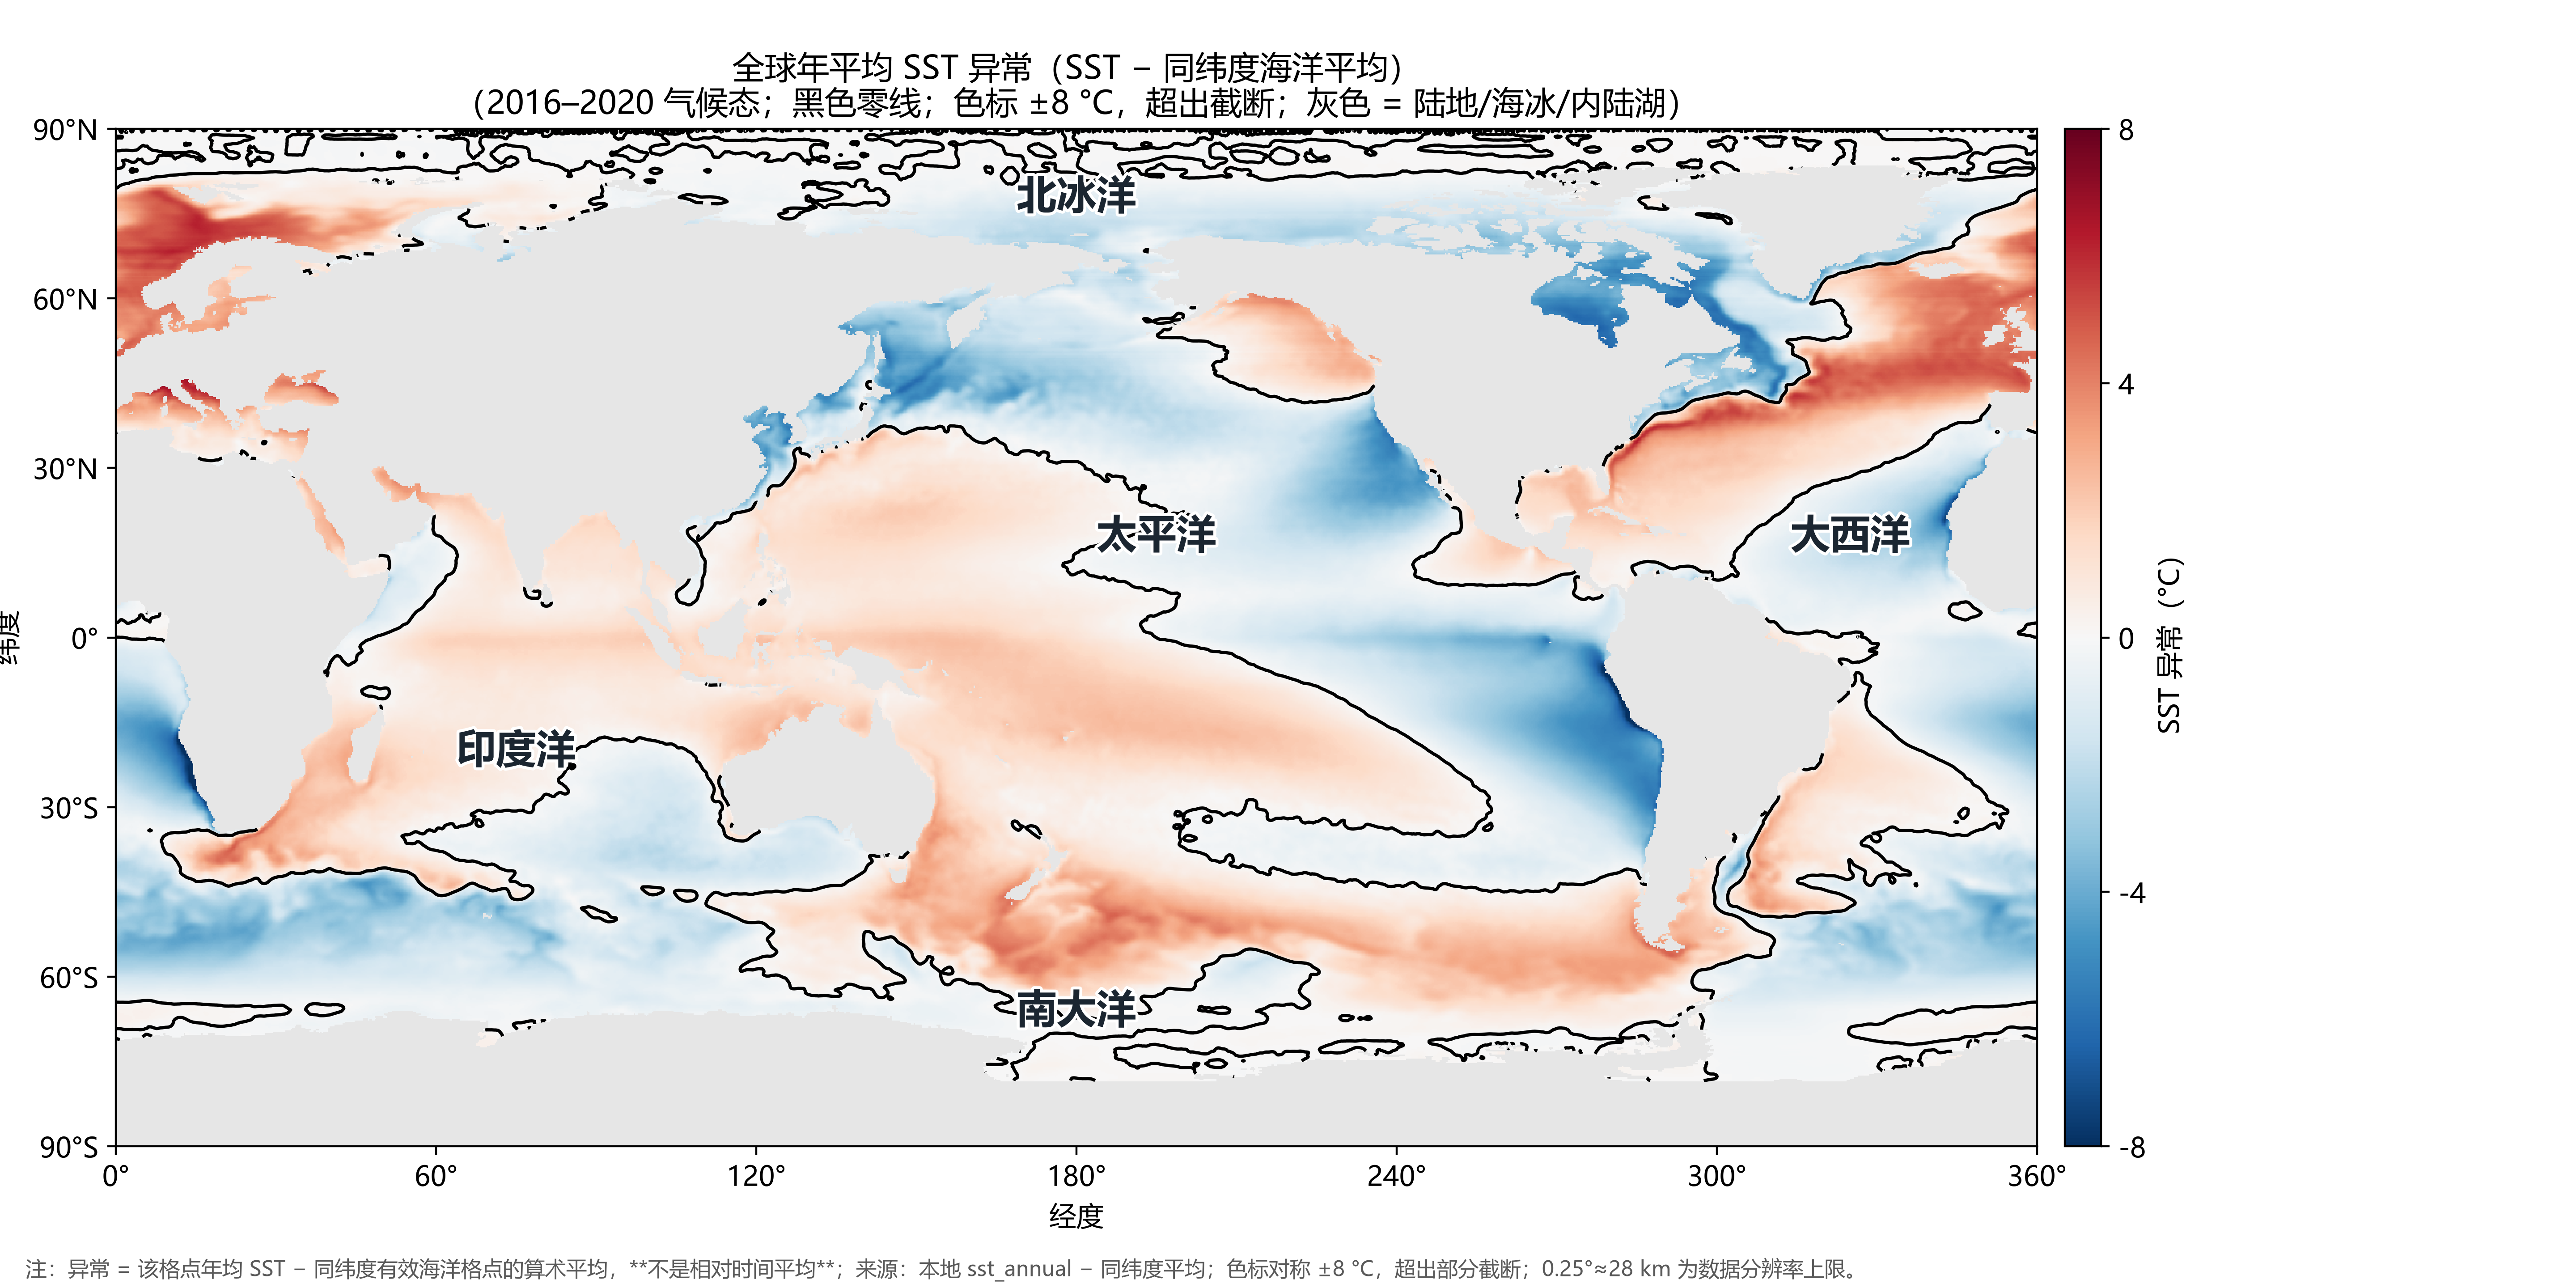 全球年平均 SST 异常（SST − 同纬度海洋平均）
（2016–2020 气候态；黑色零线；色标 ±8 °C，超出截断；灰色 = 陆地/海冰/内陆湖）
90°N
60°N
30°N
0°
30°S
60°S
90°S
纬度
北冰洋
太平洋
大西洋
印度洋
南大洋
0°
60°
120°
180°
240°
300°
360°
经度
8
4
0
-4
-8
SST 异常（°C）
注：异常 = 该格点年均 SST − 同纬度有效海洋格点的算术平均，**不是相对时间平均**；来源：本地 sst_annual − 同纬度平均；色标对称 ±8 °C，超出部分截断；0.25°≈28 km 为数据分辨率上限。